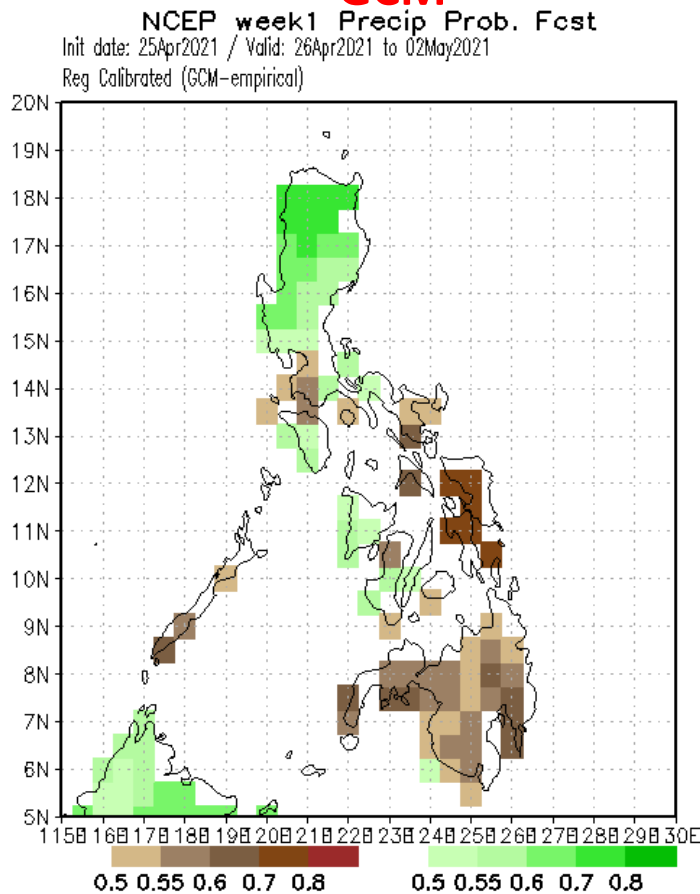 GCM
NCEP week1 Precip Prob. Fcst
Init date: 25Apr2021 / Valid: 26Apr2021 to 02May2021
Reg Calibrated (GCM-empirical)
20N
19N
18N
17N
16N
15N
14N
13N
12N
11N
10N
9N
8N
7N
6N
5N
0.5 0.55 0.6 0.7 0.8 0.5 0.55 0.6 0.7 0.8